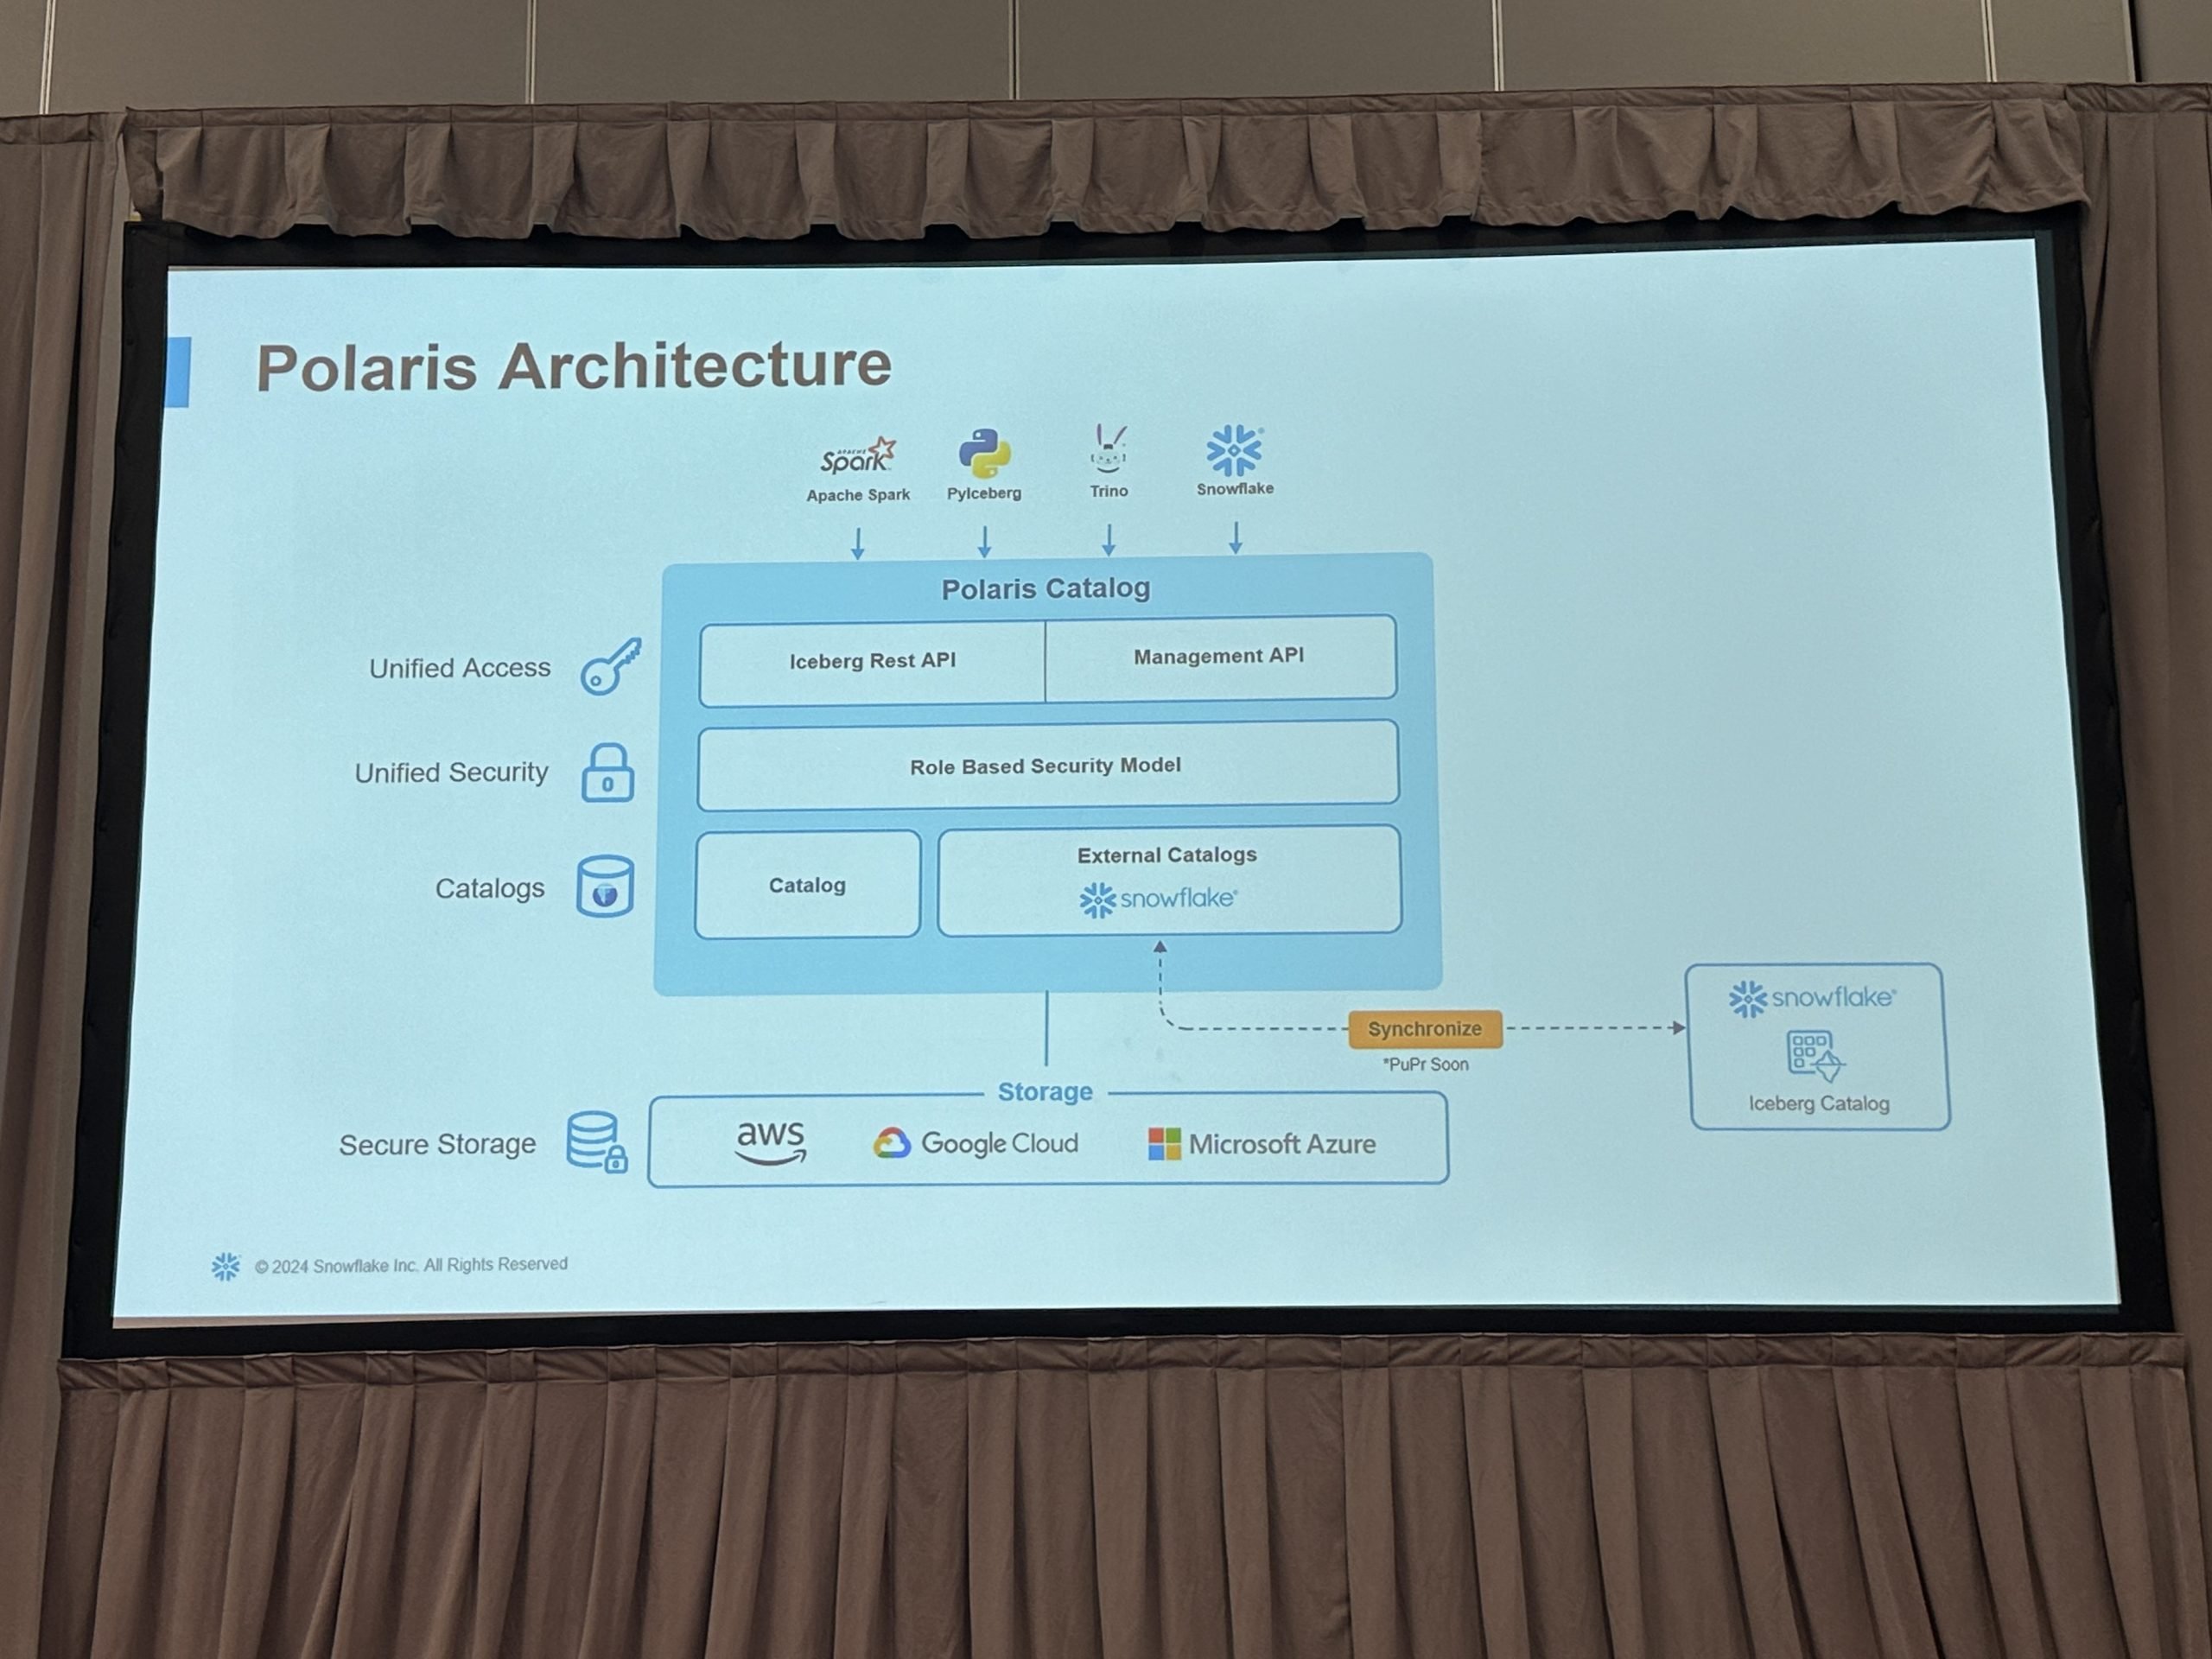 Polaris Architecture
APACHE Spark
Apache Spark
PyIceberg
Trino
Snowflake
Polaris Catalog
Unified Access
Iceberg Rest API
Management API
Unified Security
Role Based Security Model
Catalogs
Catalog
External Catalogs
snowflake®
Synchronize
*PuPr Soon
snowflake®
Iceberg Catalog
Storage
Secure Storage
aws
Google Cloud
Microsoft Azure
© 2024 Snowflake Inc. All Rights Reserved